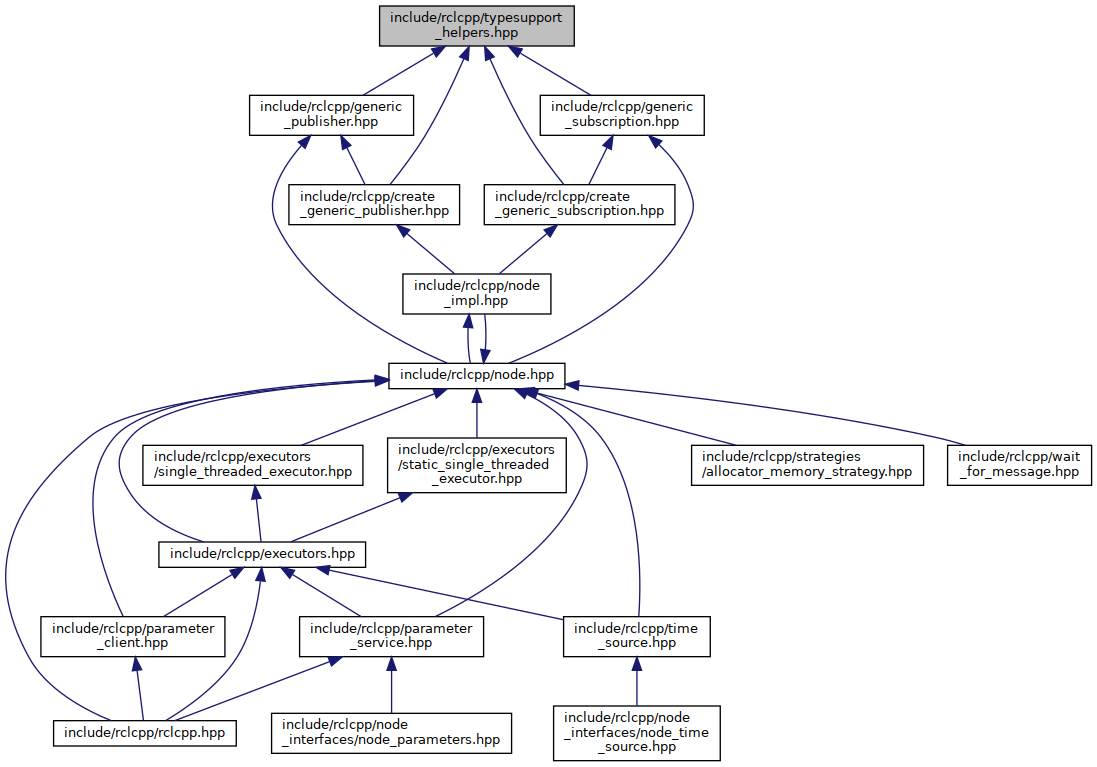 include/rclcpp/typesupport
_helpers.hpp
include/rclcpp/generic
_publisher.hpp
include/rclcpp/generic
_subscription.hpp
include/rclcpp/create
_generic_publisher.hpp
include/rclcpp/create
_generic_subscription.hpp
include/rclcpp/node
_impl.hpp
include/rclcpp/node.hpp
include/rclcpp/executors
/single_threaded_executor.hpp
include/rclcpp/executors
/static_single_threaded
_executor.hpp
include/rclcpp/strategies
/allocator_memory_strategy.hpp
include/rclcpp/wait
_for_message.hpp
include/rclcpp/executors.hpp
include/rclcpp/parameter
_client.hpp
include/rclcpp/parameter
_service.hpp
include/rclcpp/time
_source.hpp
include/rclcpp/rclcpp.hpp
include/rclcpp/node
_interfaces/node_parameters.hpp
include/rclcpp/node
_interfaces/node_time
_source.hpp